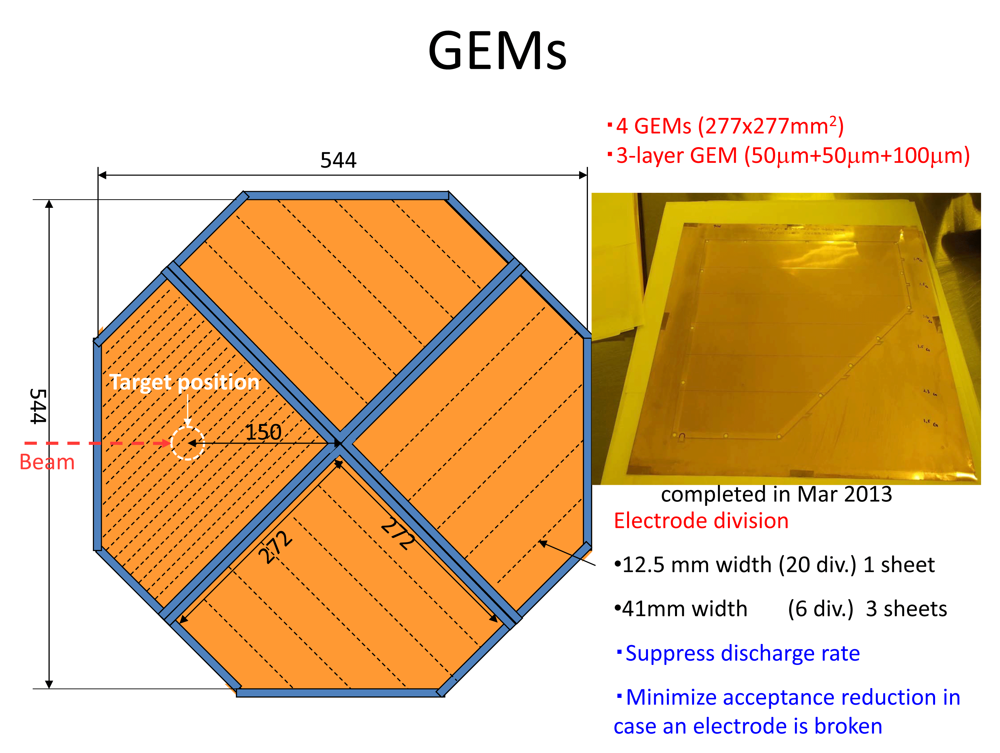 GEMs
・4 GEMs (277x277mm²)
・3-layer GEM (50μm+50μm+100μm)
544
544
Target position
150
Beam
272
272
completed in Mar 2013
Electrode division
•12.5 mm width (20 div.) 1 sheet
•41mm width (6 div.) 3 sheets
・Suppress discharge rate
・Minimize acceptance reduction in
case an electrode is broken